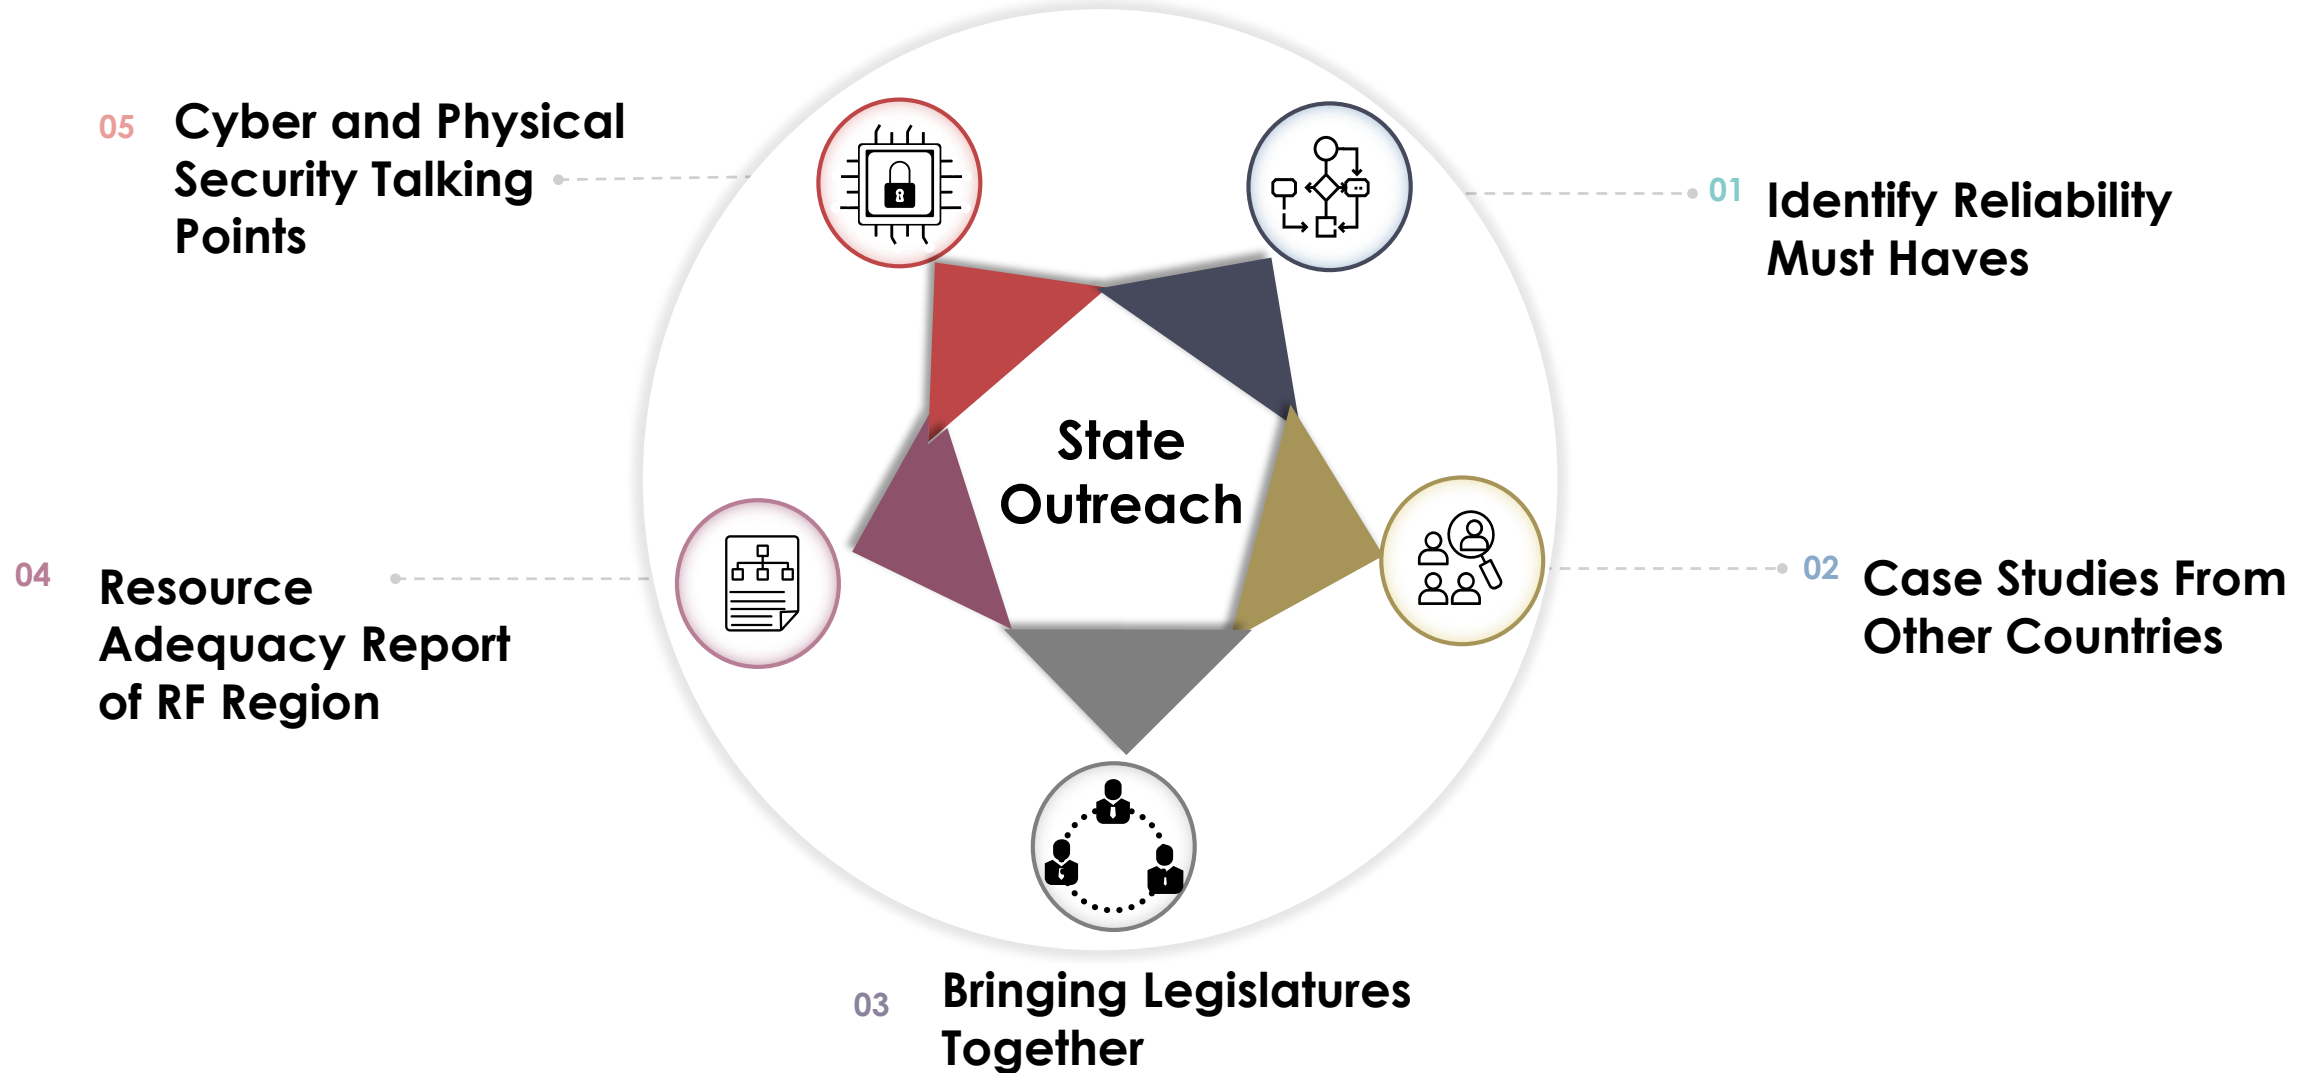 State
Outreach
01
Identify Reliability
Must Haves
02
Case Studies From
Other Countries
03
Bringing Legislatures
Together
04
Resource
Adequacy Report
of RF Region
05
Cyber and Physical
Security Talking
Points